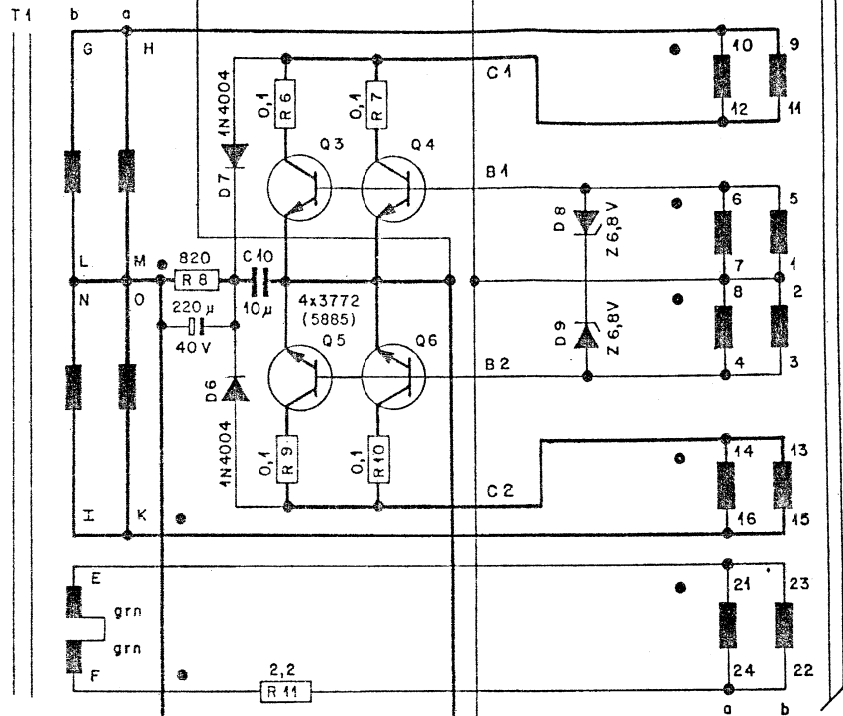 T1 b a
G H
10 9
C1
12 11
1N4004
D7
0,1
R6
0,1
R7
Q3
Q4
B1
6 5
D8
Z 6,8V
L M
820
R8
C10
10µ
7 1
N O
220µ
40V
4x3772
(5885)
8 2
D9
Z 6,8V
Q5
Q6
B2
4 3
D6
1N4004
0,1
R9
0,1
R10
14 13
C2
I K
16 15
E
grn
grn
F
21 23
2,2
R11
24 22
a b